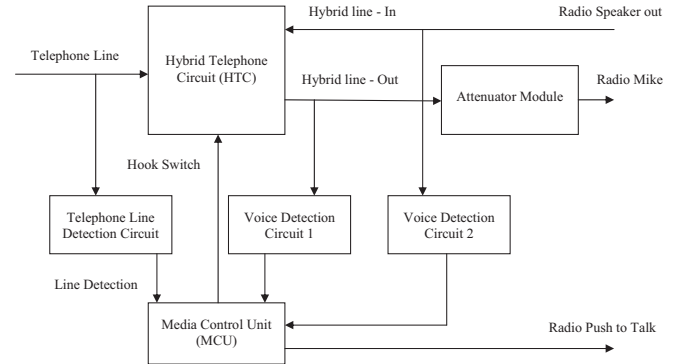 Hybrid line - In
Radio Speaker out
Telephone Line
Hybrid Telephone
Circuit (HTC)
Hybrid line - Out
Attenuator Module
Radio Mike
Hook Switch
Telephone Line
Detection Circuit
Voice Detection
Circuit 1
Voice Detection
Circuit 2
Line Detection
Media Control Unit
(MCU)
Radio Push to Talk